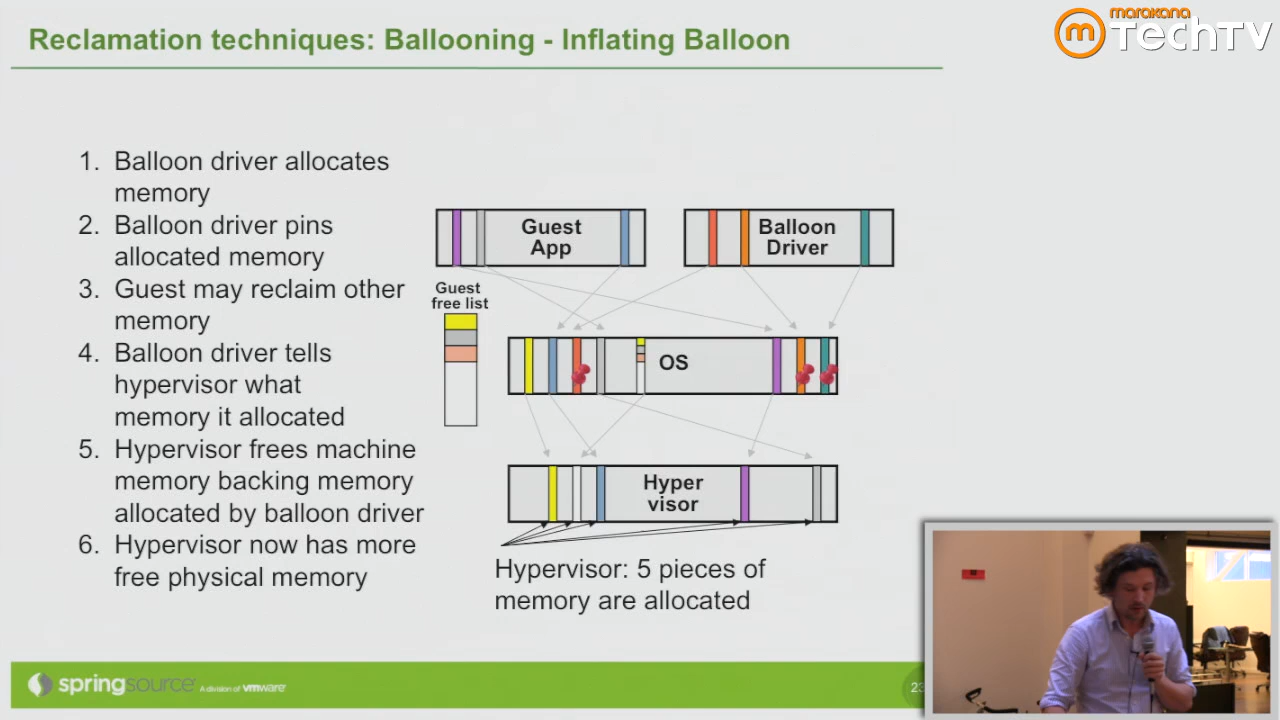 Reclamation techniques: Ballooning - Inflating Balloon
marakana
TechTV
1. Balloon driver allocates
memory
2. Balloon driver pins
allocated memory
3. Guest may reclaim other
memory
4. Balloon driver tells
hypervisor what
memory it allocated
5. Hypervisor frees machine
memory backing memory
allocated by balloon driver
6. Hypervisor now has more
free physical memory
Guest
App
Balloon
Driver
Guest
free list
OS
Hyper
visor
Hypervisor: 5 pieces of
memory are allocated
springsource A division of vmware
23